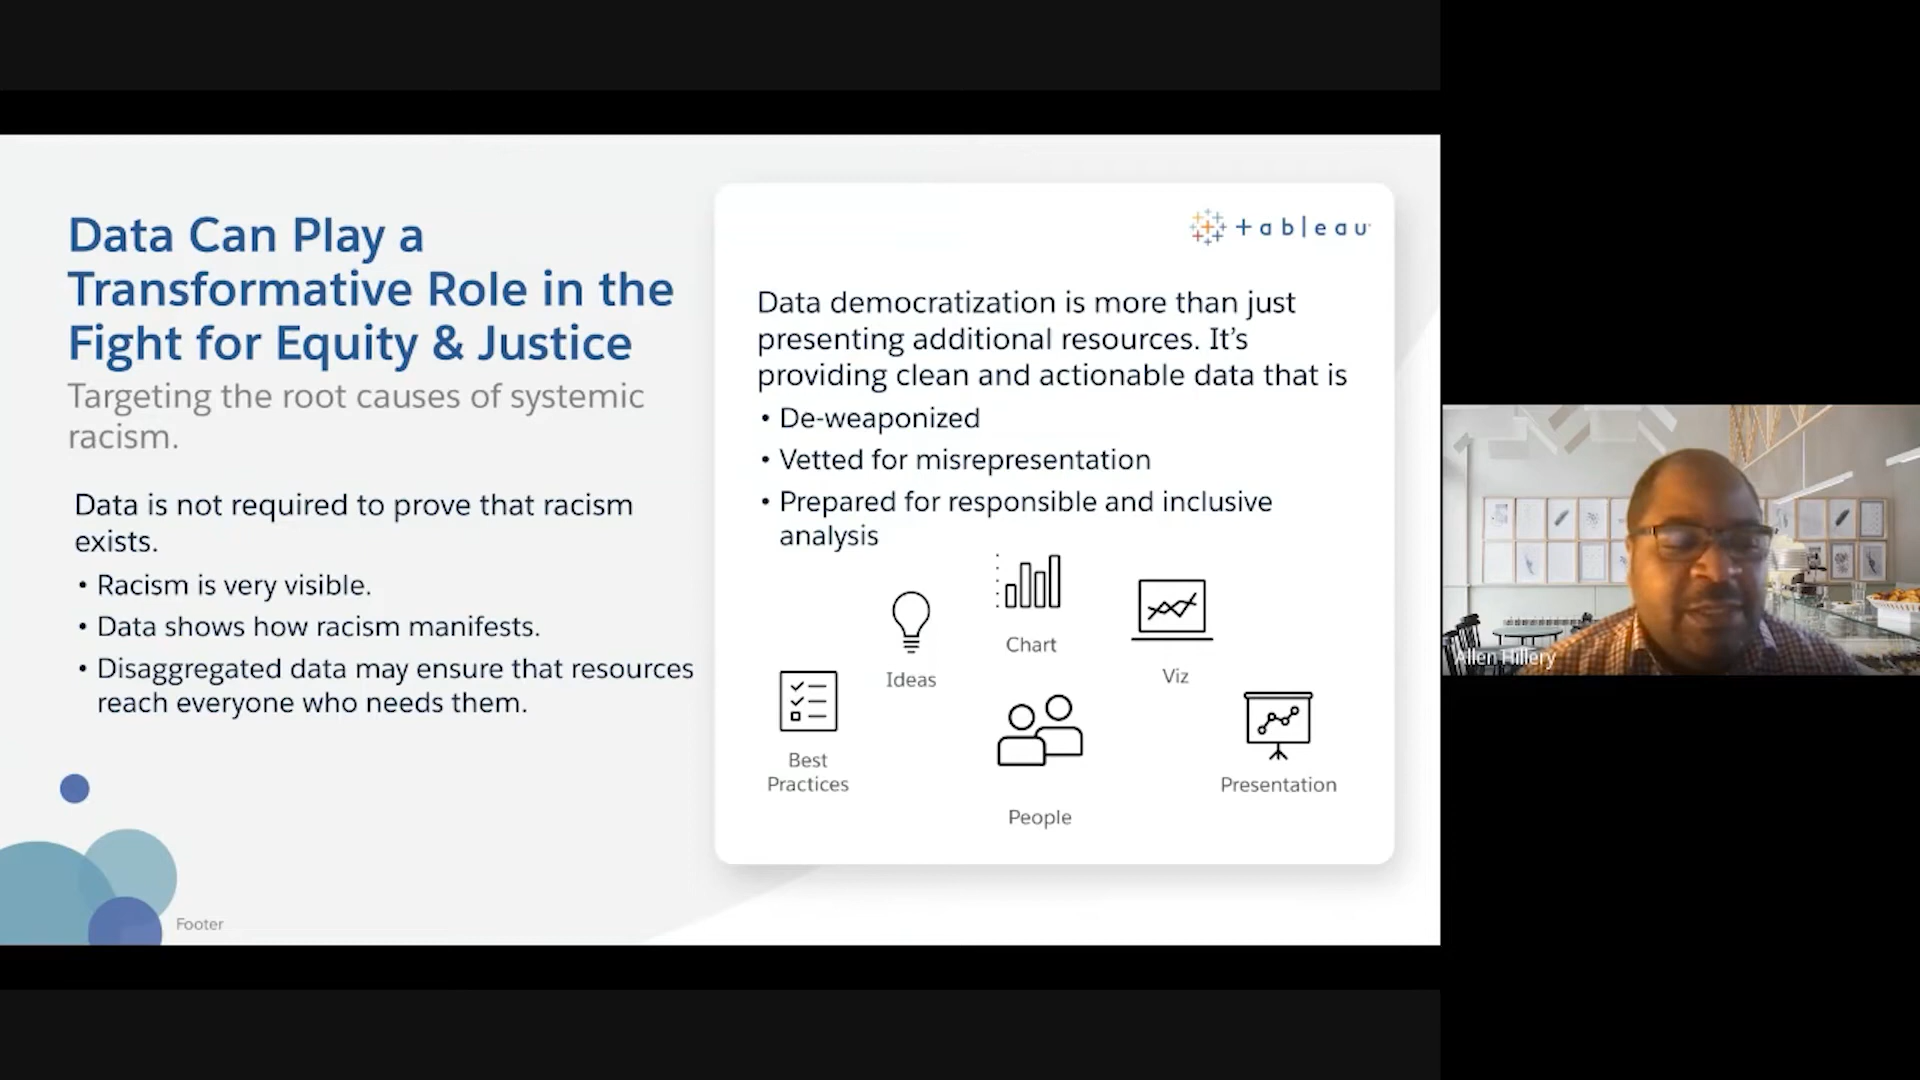 Data Can Play a
Transformative Role in the
Fight for Equity & Justice
Targeting the root causes of systemic
racism.
Data is not required to prove that racism
exists.
• Racism is very visible.
• Data shows how racism manifests.
• Disaggregated data may ensure that resources
reach everyone who needs them.
Footer
+ableau
Data democratization is more than just
presenting additional resources. It’s
providing clean and actionable data that is
• De-weaponized
• Vetted for misrepresentation
• Prepared for responsible and inclusive
analysis
Ideas
Chart
Viz
Best
Practices
People
Presentation
Allen Hillery